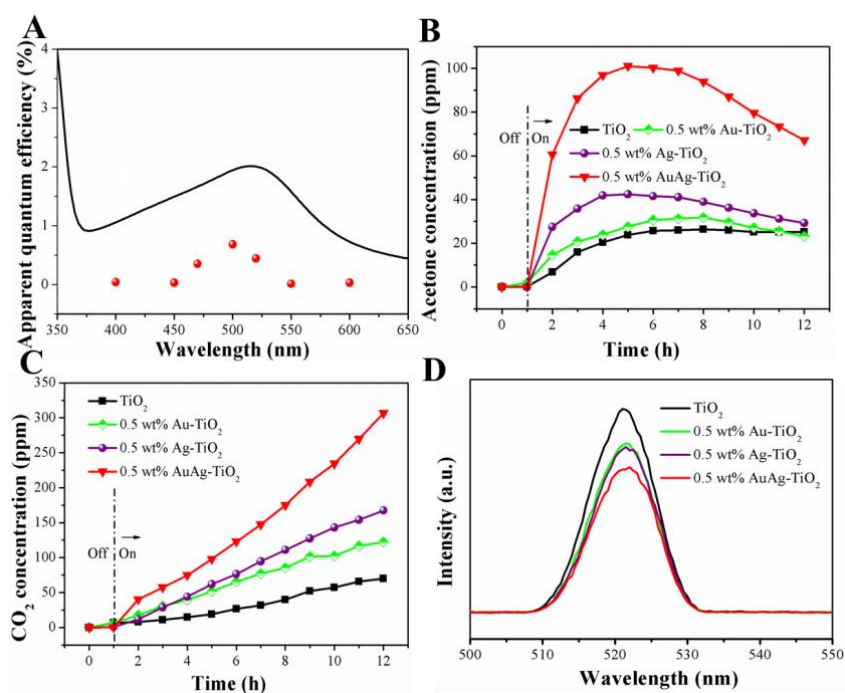 A
Apparent quantum efficiency (%)
4
3
2
1
0
350 400 450 500 550 600 650
Wavelength (nm)
B
Acetone concentration (ppm)
100
80
60
40
20
0
Off On
TiO₂ 0.5 wt% Au-TiO₂
0.5 wt% Ag-TiO₂
0.5 wt% AuAg-TiO₂
0 2 4 6 8 10 12
Time (h)
C
CO₂ concentration (ppm)
350
300
250
200
150
100
50
0
TiO₂
0.5 wt% Au-TiO₂
0.5 wt% Ag-TiO₂
0.5 wt% AuAg-TiO₂
Off On
0 2 4 6 8 10 12
Time (h)
D
Intensity (a.u.)
TiO₂
0.5 wt% Au-TiO₂
0.5 wt% Ag-TiO₂
0.5 wt% AuAg-TiO₂
500 510 520 530 540 550
Wavelength (nm)